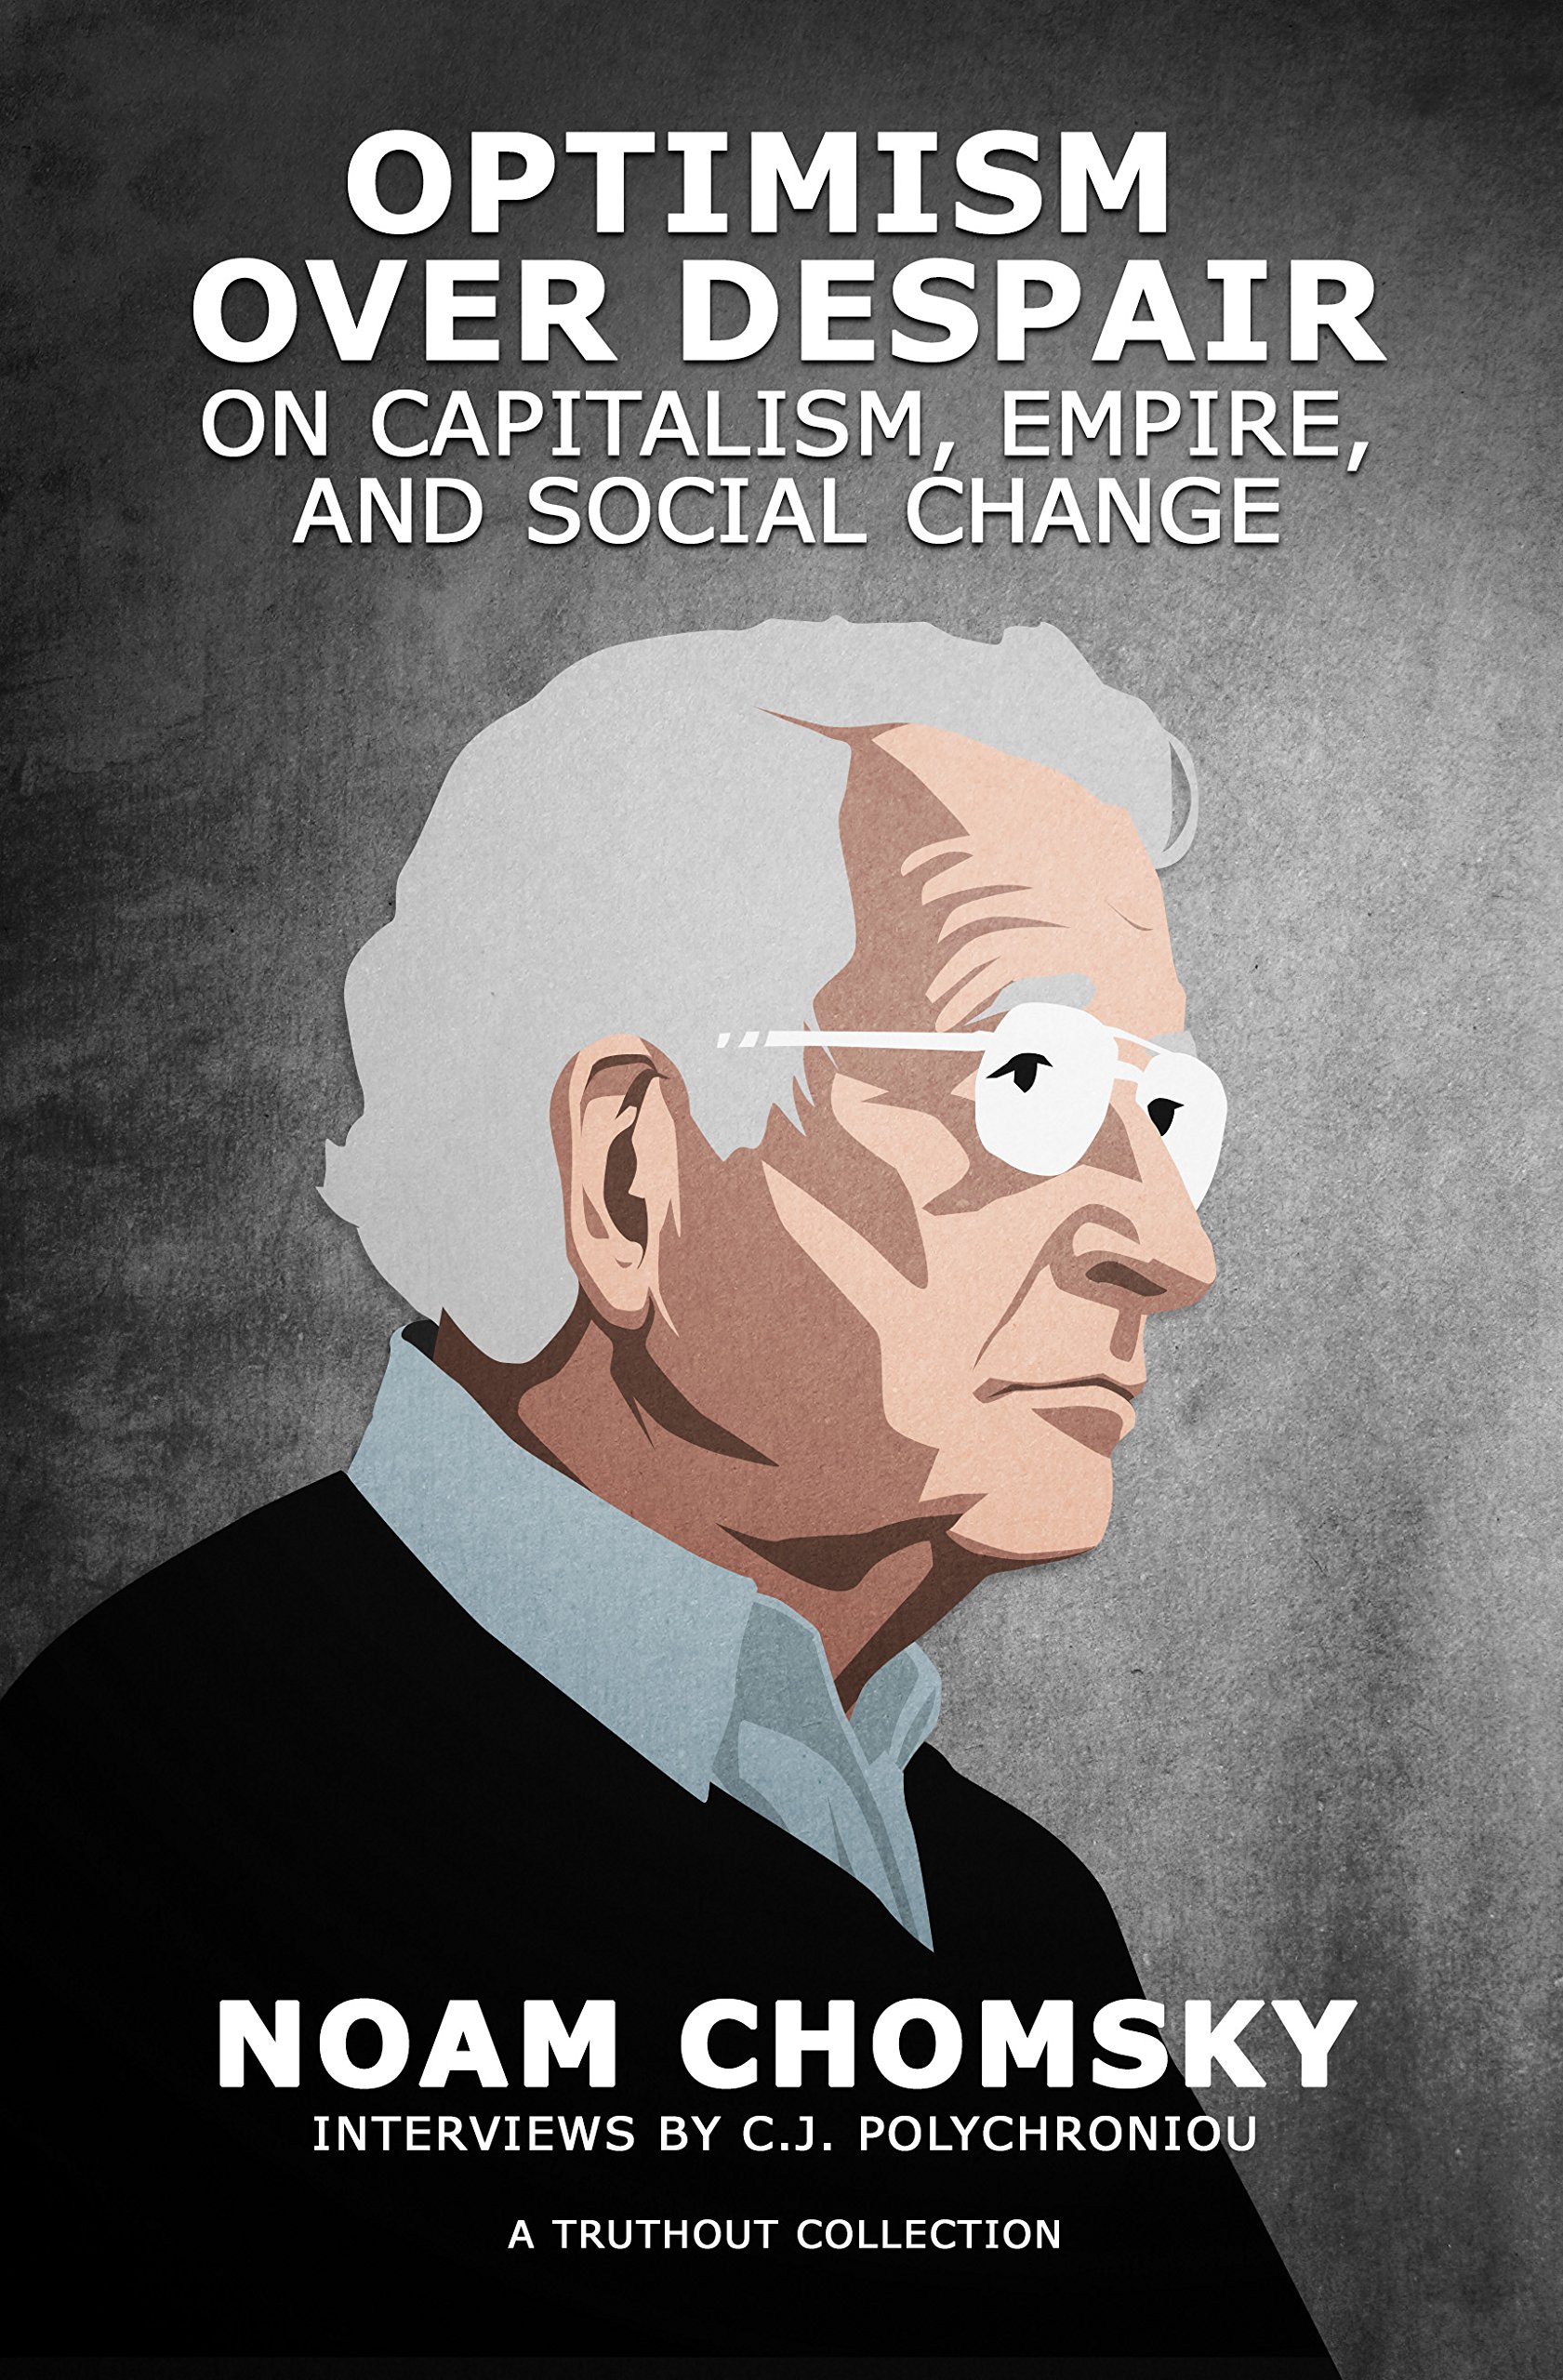 OPTIMISM
OVER DESPAIR
ON CAPITALISM, EMPIRE,
AND SOCIAL CHANGE
NOAM CHOMSKY
INTERVIEWS BY C.J. POLYCHRONIOU
A TRUTHOUT COLLECTION